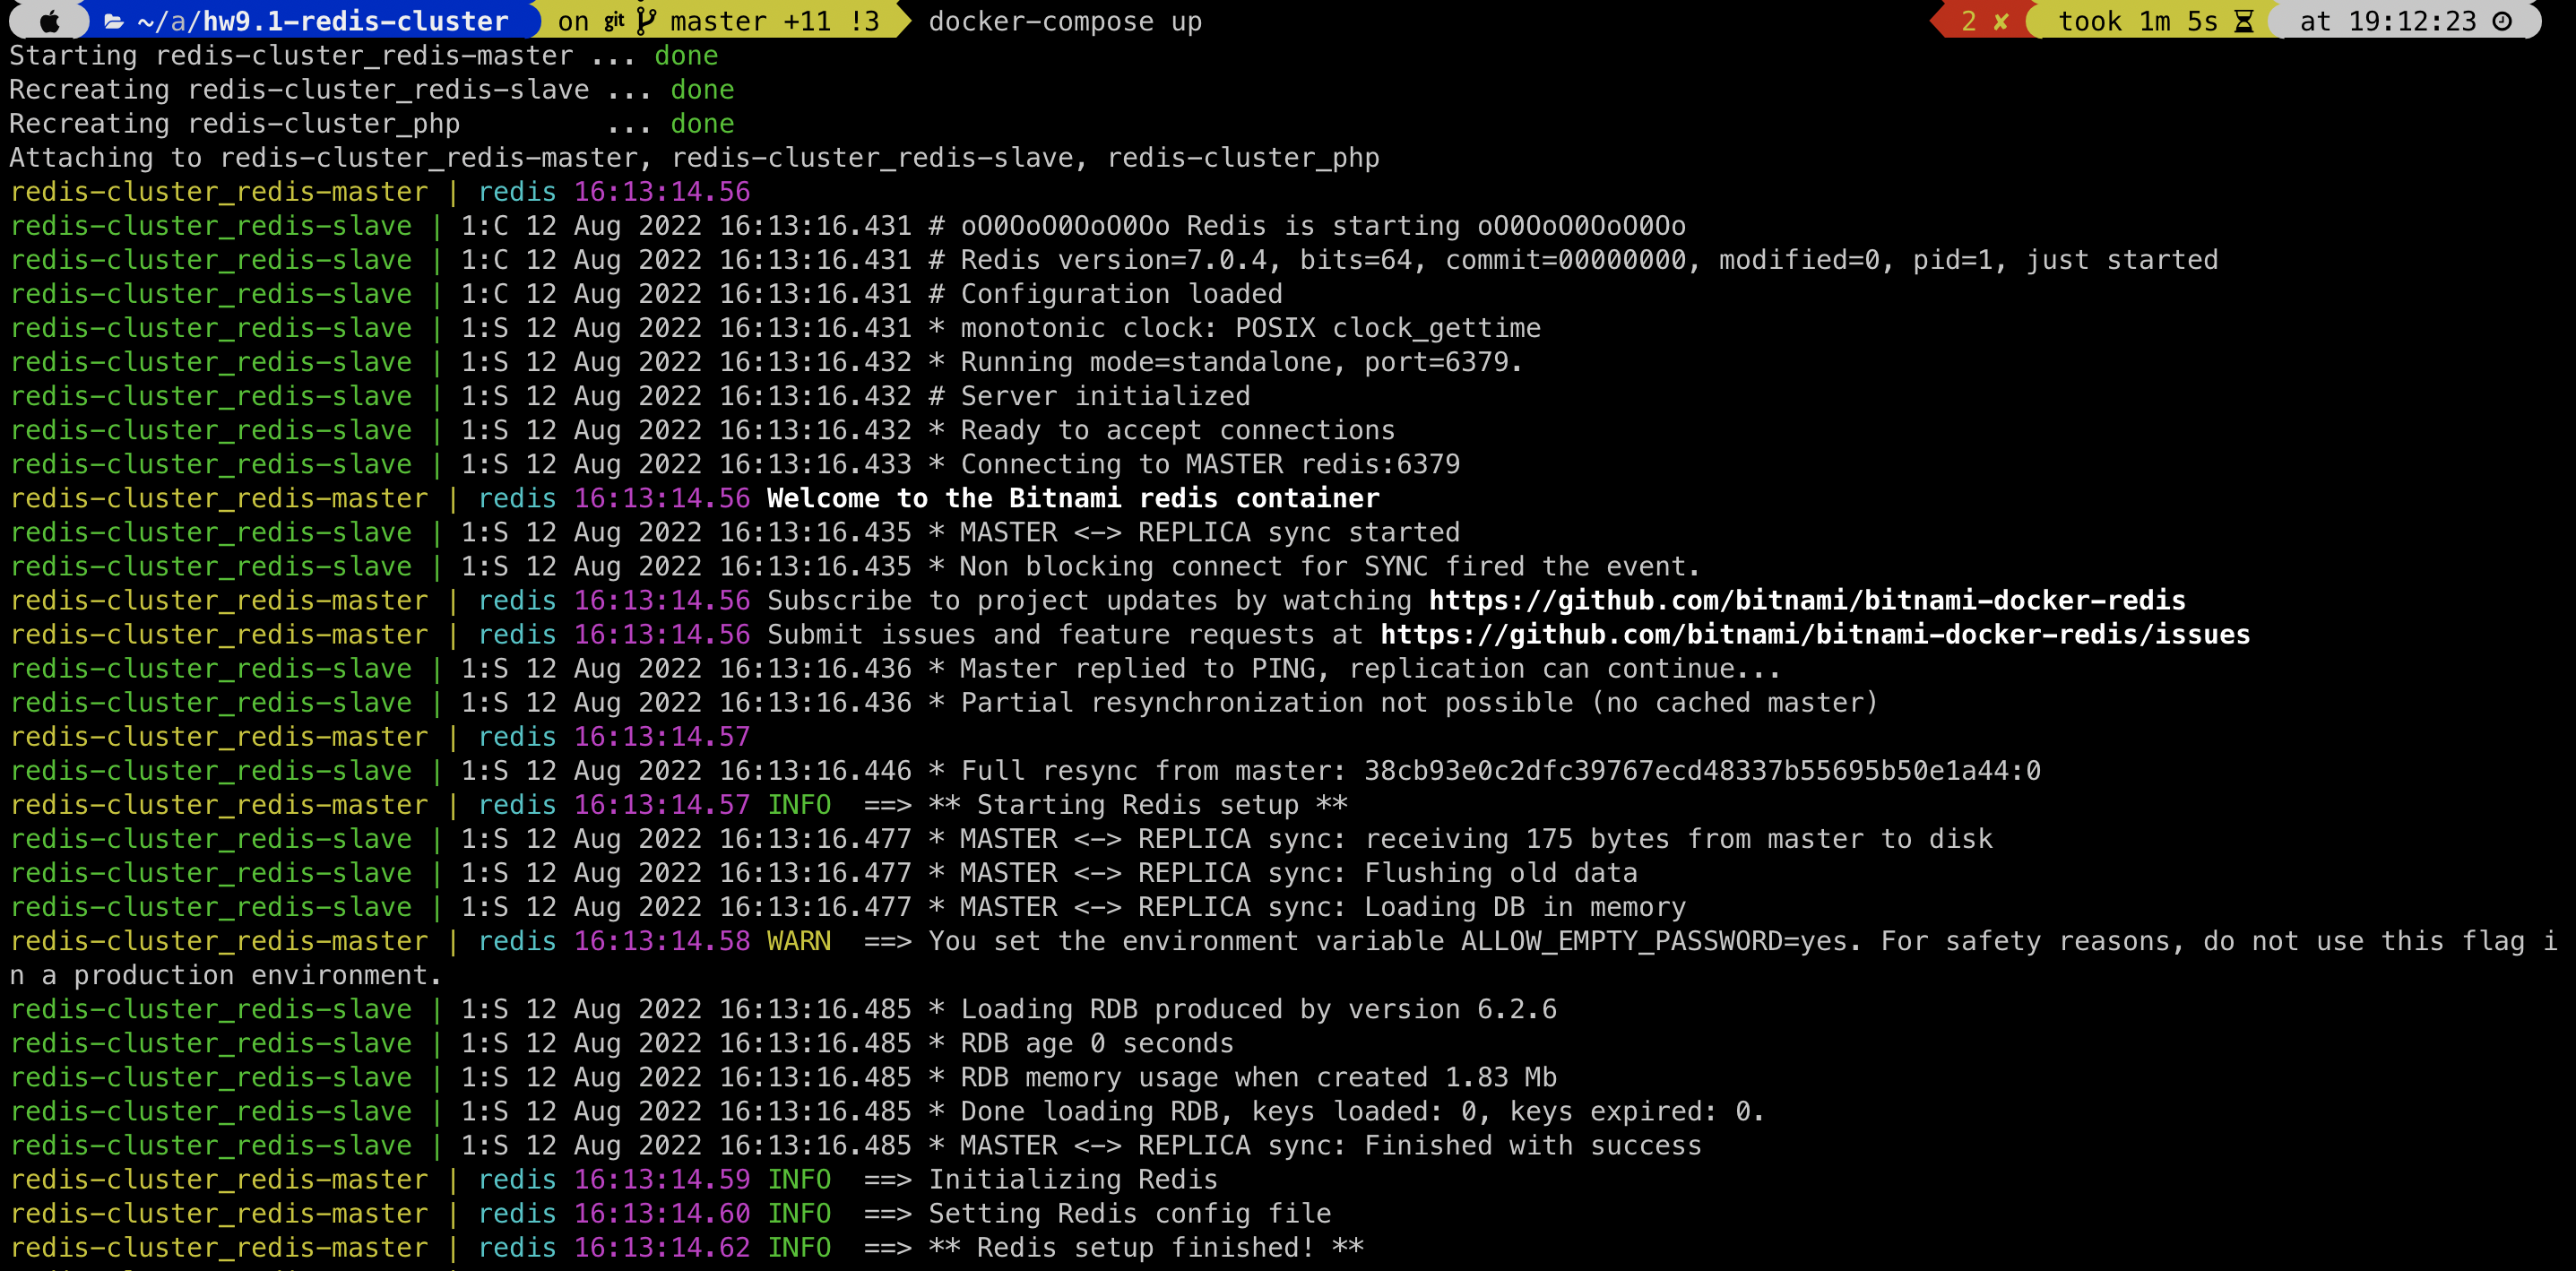 ~/a/hw9.1-redis-cluster on git master +11 !3 docker-compose up 2 ✘ took 1m 5s at 19:12:23
Starting redis-cluster_redis-master ... done
Recreating redis-cluster_redis-slave ... done
Recreating redis-cluster_php         ... done
Attaching to redis-cluster_redis-master, redis-cluster_redis-slave, redis-cluster_php
redis-cluster_redis-master | redis 16:13:14.56
redis-cluster_redis-slave | 1:C 12 Aug 2022 16:13:16.431 # oO0OoO0OoO0Oo Redis is starting oO0OoO0OoO0Oo
redis-cluster_redis-slave | 1:C 12 Aug 2022 16:13:16.431 # Redis version=7.0.4, bits=64, commit=00000000, modified=0, pid=1, just started
redis-cluster_redis-slave | 1:C 12 Aug 2022 16:13:16.431 # Configuration loaded
redis-cluster_redis-slave | 1:S 12 Aug 2022 16:13:16.431 * monotonic clock: POSIX clock_gettime
redis-cluster_redis-slave | 1:S 12 Aug 2022 16:13:16.432 * Running mode=standalone, port=6379.
redis-cluster_redis-slave | 1:S 12 Aug 2022 16:13:16.432 # Server initialized
redis-cluster_redis-slave | 1:S 12 Aug 2022 16:13:16.432 * Ready to accept connections
redis-cluster_redis-slave | 1:S 12 Aug 2022 16:13:16.433 * Connecting to MASTER redis:6379
redis-cluster_redis-master | redis 16:13:14.56 Welcome to the Bitnami redis container
redis-cluster_redis-slave | 1:S 12 Aug 2022 16:13:16.435 * MASTER <-> REPLICA sync started
redis-cluster_redis-slave | 1:S 12 Aug 2022 16:13:16.435 * Non blocking connect for SYNC fired the event.
redis-cluster_redis-master | redis 16:13:14.56 Subscribe to project updates by watching https://github.com/bitnami/bitnami-docker-redis
redis-cluster_redis-master | redis 16:13:14.56 Submit issues and feature requests at https://github.com/bitnami/bitnami-docker-redis/issues
redis-cluster_redis-slave | 1:S 12 Aug 2022 16:13:16.436 * Master replied to PING, replication can continue...
redis-cluster_redis-slave | 1:S 12 Aug 2022 16:13:16.436 * Partial resynchronization not possible (no cached master)
redis-cluster_redis-master | redis 16:13:14.57
redis-cluster_redis-slave | 1:S 12 Aug 2022 16:13:16.446 * Full resync from master: 38cb93e0c2dfc39767ecd48337b55695b50e1a44:0
redis-cluster_redis-master | redis 16:13:14.57 INFO  ==> ** Starting Redis setup **
redis-cluster_redis-slave | 1:S 12 Aug 2022 16:13:16.477 * MASTER <-> REPLICA sync: receiving 175 bytes from master to disk
redis-cluster_redis-slave | 1:S 12 Aug 2022 16:13:16.477 * MASTER <-> REPLICA sync: Flushing old data
redis-cluster_redis-slave | 1:S 12 Aug 2022 16:13:16.477 * MASTER <-> REPLICA sync: Loading DB in memory
redis-cluster_redis-master | redis 16:13:14.58 WARN  ==> You set the environment variable ALLOW_EMPTY_PASSWORD=yes. For safety reasons, do not use this flag i
n a production environment.
redis-cluster_redis-slave | 1:S 12 Aug 2022 16:13:16.485 * Loading RDB produced by version 6.2.6
redis-cluster_redis-slave | 1:S 12 Aug 2022 16:13:16.485 * RDB age 0 seconds
redis-cluster_redis-slave | 1:S 12 Aug 2022 16:13:16.485 * RDB memory usage when created 1.83 Mb
redis-cluster_redis-slave | 1:S 12 Aug 2022 16:13:16.485 * Done loading RDB, keys loaded: 0, keys expired: 0.
redis-cluster_redis-slave | 1:S 12 Aug 2022 16:13:16.485 * MASTER <-> REPLICA sync: Finished with success
redis-cluster_redis-master | redis 16:13:14.59 INFO  ==> Initializing Redis
redis-cluster_redis-master | redis 16:13:14.60 INFO  ==> Setting Redis config file
redis-cluster_redis-master | redis 16:13:14.62 INFO  ==> ** Redis setup finished! **